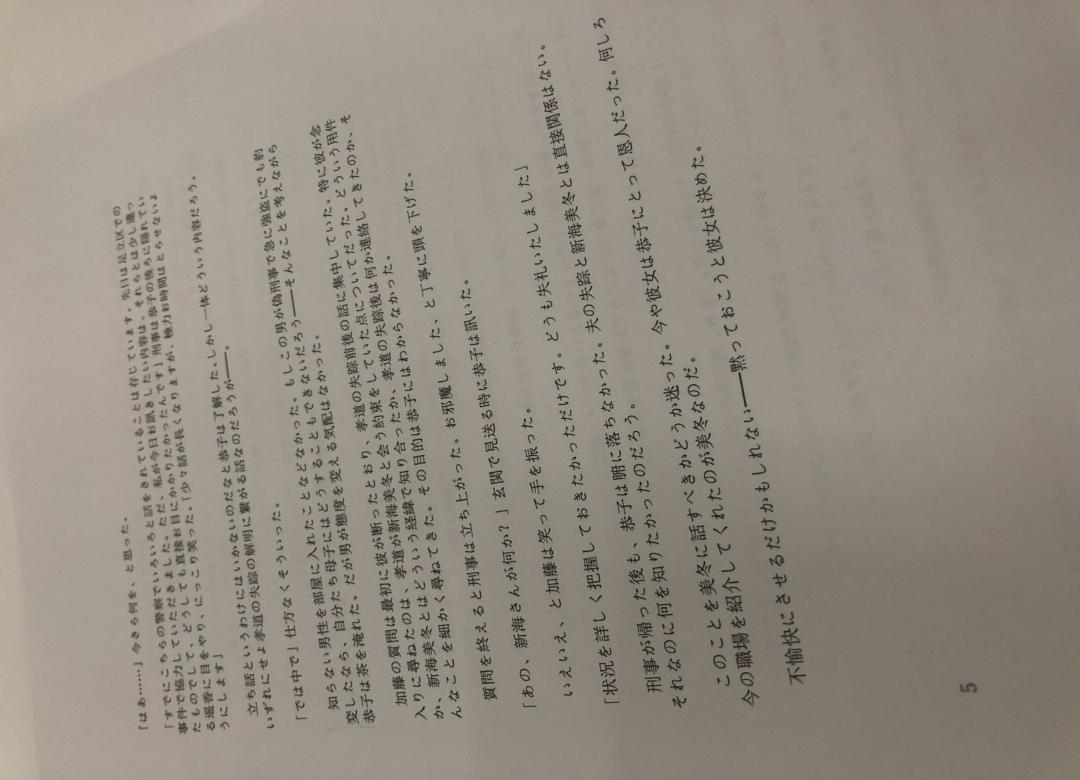 「はあ……」今さら何を、と思った。
「すでにこちらの警察でいろいろと話をされていることは存じています。先日は足立区での
事件で協力していただきました。ただ、私が今日お訊きしたい内容は、それらとは少し違っ
たものでして、どうしても直接お目にかかりたかったんです」刑事は恭子の後ろに隠れてい
る遥香に目をやり、にっこり笑った。「少々話が長くなりますが、極力お時間はとらせないよ
うにします」
立ち話というわけにはいかないのだなと恭子は了解した。しかし一体どういう内容だろう。
いずれにせよ孝道の失踪の解明に繋がる話なのだろうが――。
「では中で」仕方なくそういった。
知らない男性を部屋に入れたことなどなかった。もしこの男が偽刑事で急に強盗にでも豹
変したなら、自分たち母子にはどうすることもできないだろう――そんなことを考えながら
恭子は茶を淹れた。だが男が態度を変える気配はなかった。
加藤の質問は最初に彼が断ったとおり、孝道の失踪前後の話に集中していた。特に彼が念
入りに尋ねたのは、孝道が新海美冬と会う約束をしていた点についてだった。どういう用件
か、新海美冬とはどういう経緯で知り合ったか、孝道の失踪後は何か連絡してきたのか、そ
んなことを細かく尋ねてきた。その目的は恭子にはわからなかった。
質問を終えると刑事は立ち上がった。お邪魔しました、と丁寧に頭を下げた。
「あの、新海さんが何か？」玄関で見送る時に恭子は訊いた。
いえいえ、と加藤は笑って手を振った。
「状況を詳しく把握しておきたかっただけです。どうも失礼いたしました」
刑事が帰った後も、恭子は腑に落ちなかった。夫の失踪と新海美冬とは直接関係はない。
それなのに何を知りたかったのだろう。
このことを美冬に話すべきかどうか迷った。今や彼女は恭子にとって恩人だった。何しろ
今の職場を紹介してくれたのが美冬なのだ。
不愉快にさせるだけかもしれない――黙っておこうと彼女は決めた。
5